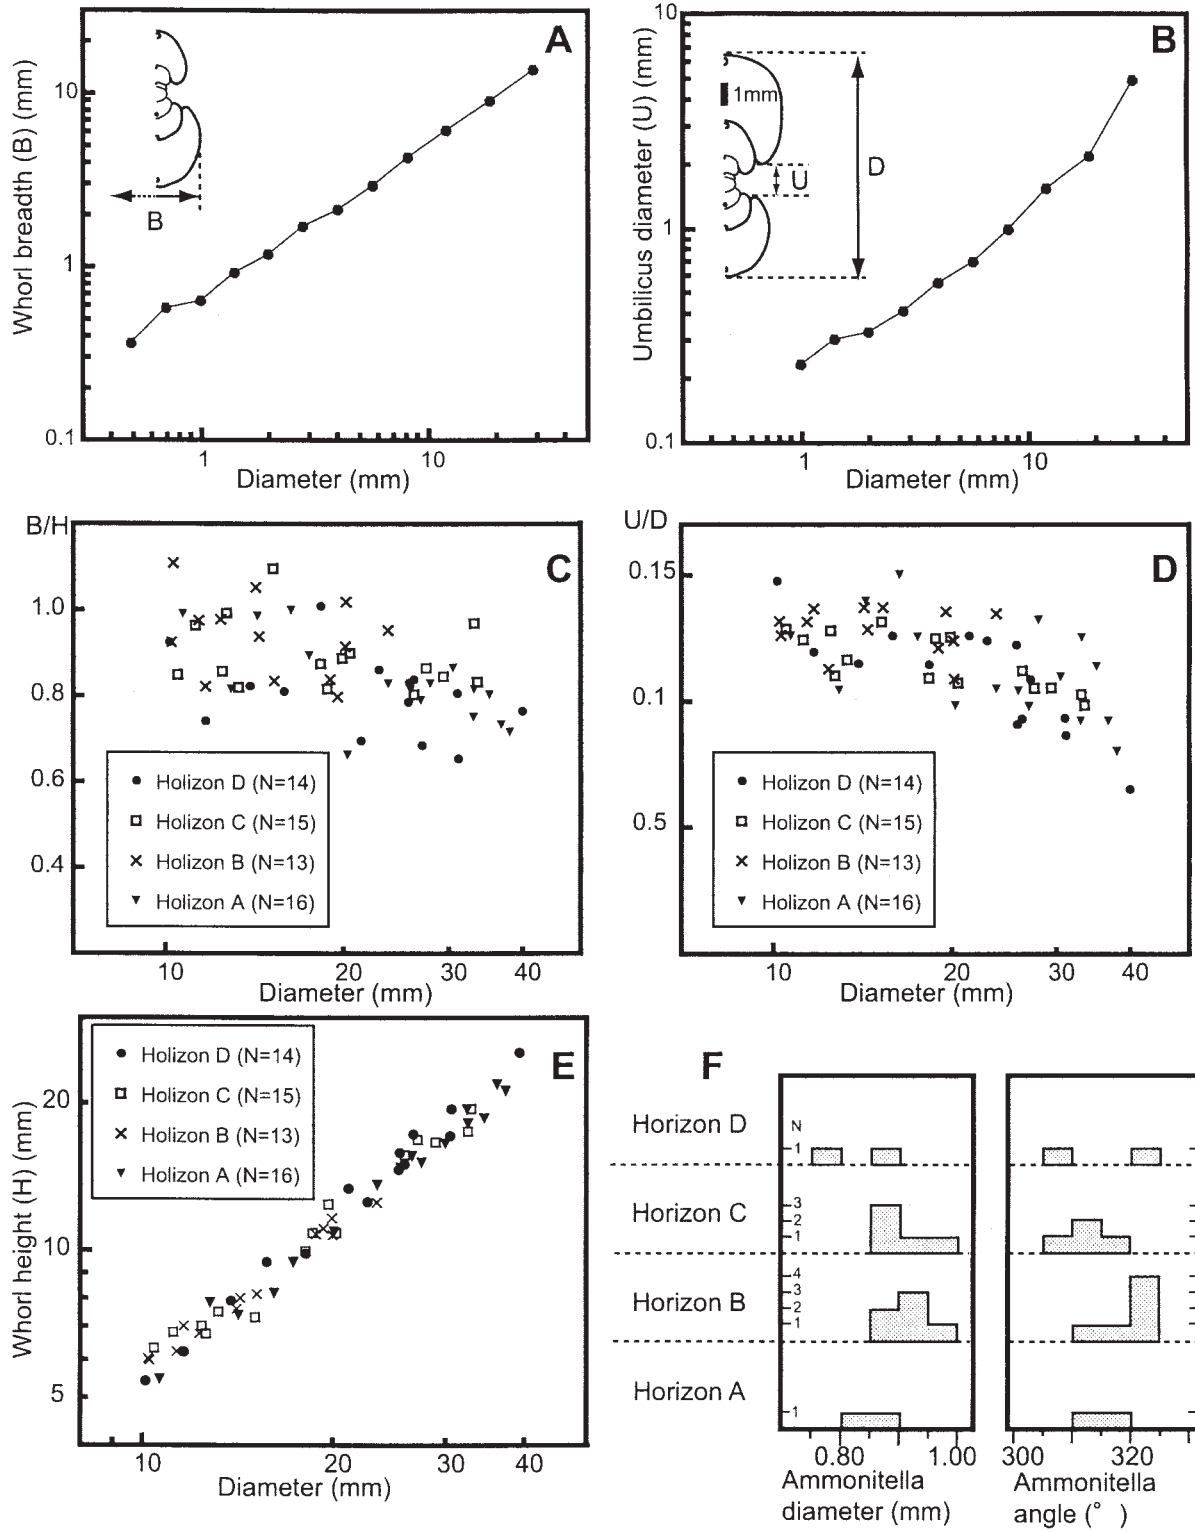 A
Whorl breadth (B) (mm)
10
1
0.1
B
1
10
Diameter (mm)
B
Umbilicus diameter (U) (mm)
10
1
0.1
1mm
D
U
1
10
Diameter (mm)
B/H
C
1.0
0.8
0.6
0.4
Holizon D (N=14)
Holizon C (N=15)
Holizon B (N=13)
Holizon A (N=16)
10
20
30
40
Diameter (mm)
U/D
D
0.15
0.1
0.5
Holizon D (N=14)
Holizon C (N=15)
Holizon B (N=13)
Holizon A (N=16)
10
20
30
40
Diameter (mm)
E
Whorl height (H) (mm)
20
10
5
Holizon D (N=14)
Holizon C (N=15)
Holizon B (N=13)
Holizon A (N=16)
10
20
30
40
Diameter (mm)
F
Horizon D
N
1
Horizon C
3
2
1
Horizon B
4
3
2
1
Horizon A
1
0.80
1.00
Ammonitella
diameter (mm)
300
320
Ammonitella
angle (°)